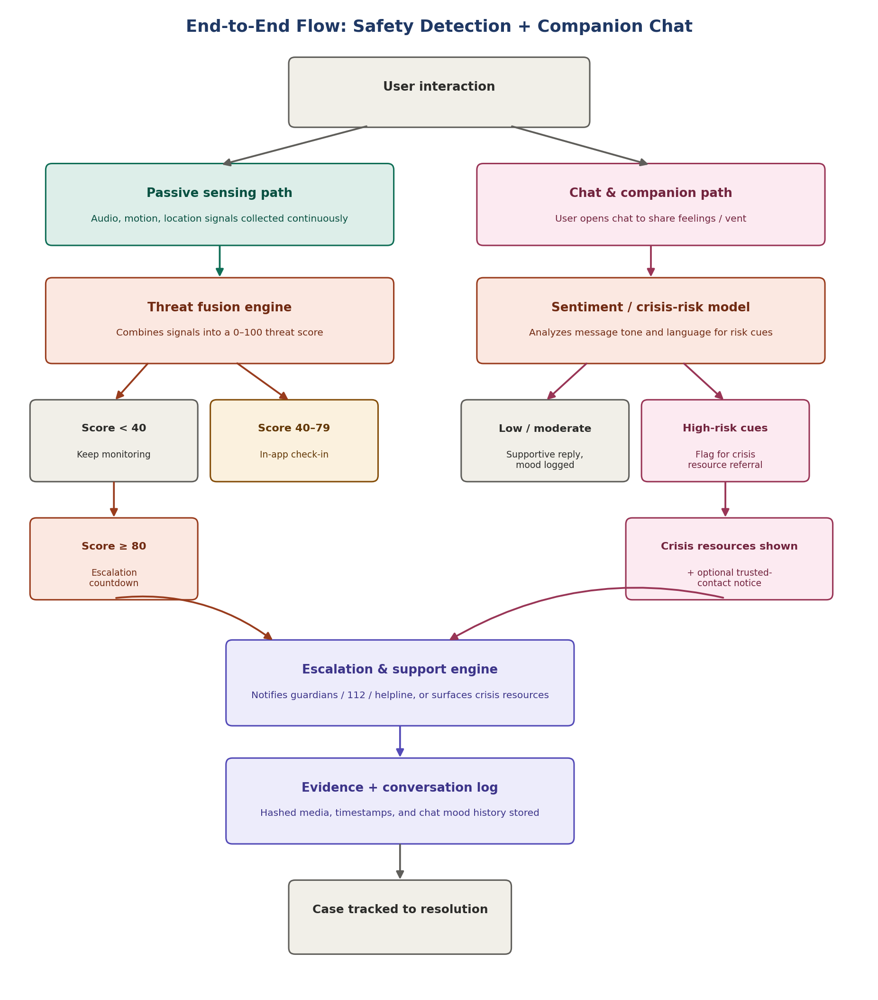 End-to-End Flow: Safety Detection + Companion Chat
User interaction
Passive sensing path
Audio, motion, location signals collected continuously
Chat & companion path
User opens chat to share feelings / vent
Threat fusion engine
Combines signals into a 0–100 threat score
Sentiment / crisis-risk model
Analyzes message tone and language for risk cues
Score < 40
Keep monitoring
Score 40–79
In-app check-in
Low / moderate
Supportive reply,
mood logged
High-risk cues
Flag for crisis
resource referral
Score ≥ 80
Escalation
countdown
Crisis resources shown
+ optional trusted-
contact notice
Escalation & support engine
Notifies guardians / 112 / helpline, or surfaces crisis resources
Evidence + conversation log
Hashed media, timestamps, and chat mood history stored
Case tracked to resolution